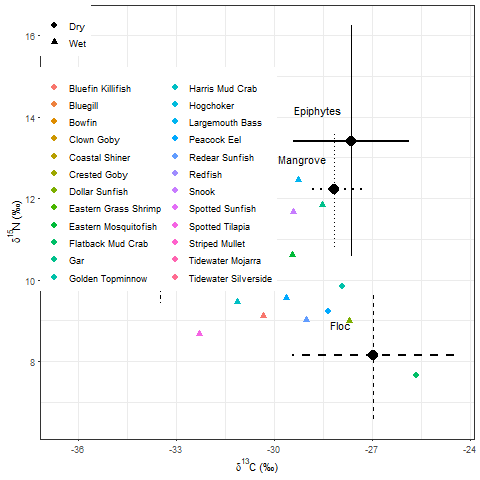 16
14
12
10
8
δ15N (‰)
Dry
Wet
Bluefin Killifish
Bluegill
Bowfin
Clown Goby
Coastal Shiner
Crested Goby
Dollar Sunfish
Eastern Grass Shrimp
Eastern Mosquitofish
Flatback Mud Crab
Gar
Golden Topminnow
Harris Mud Crab
Hogchoker
Largemouth Bass
Peacock Eel
Redear Sunfish
Redfish
Snook
Spotted Sunfish
Spotted Tilapia
Striped Mullet
Tidewater Mojarra
Tidewater Silverside
Epiphytes
Mangrove
Floc
-36 -33 -30 -27 -24
δ13C (‰)